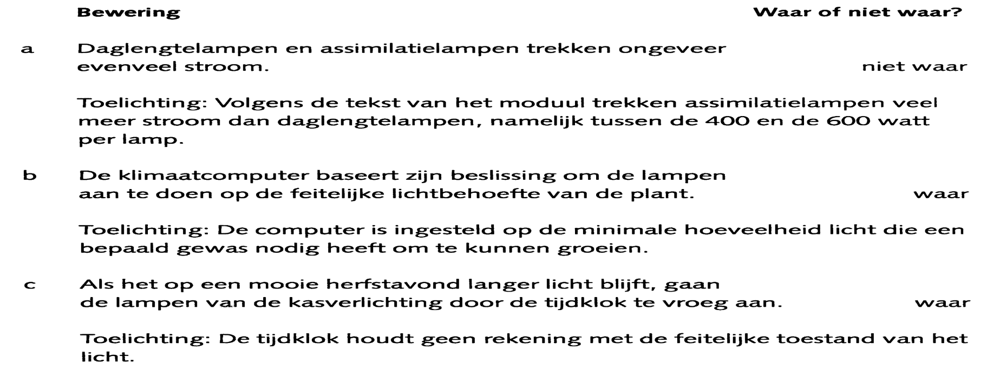 Bewering Waar of niet waar?
a Daglengtelampen en assimilatielampen trekken ongeveer
evenveel stroom. niet waar
Toelichting: Volgens de tekst van het moduul trekken assimilatielampen veel
meer stroom dan daglengtelampen, namelijk tussen de 400 en de 600 watt
per lamp.
b De klimaatcomputer baseert zijn beslissing om de lampen
aan te doen op de feitelijke lichtbehoefte van de plant. waar
Toelichting: De computer is ingesteld op de minimale hoeveelheid licht die een
bepaald gewas nodig heeft om te kunnen groeien.
c Als het op een mooie herfstavond langer licht blijft, gaan
de lampen van de kasverlichting door de tijdklok te vroeg aan. waar
Toelichting: De tijdklok houdt geen rekening met de feitelijke toestand van het
licht.